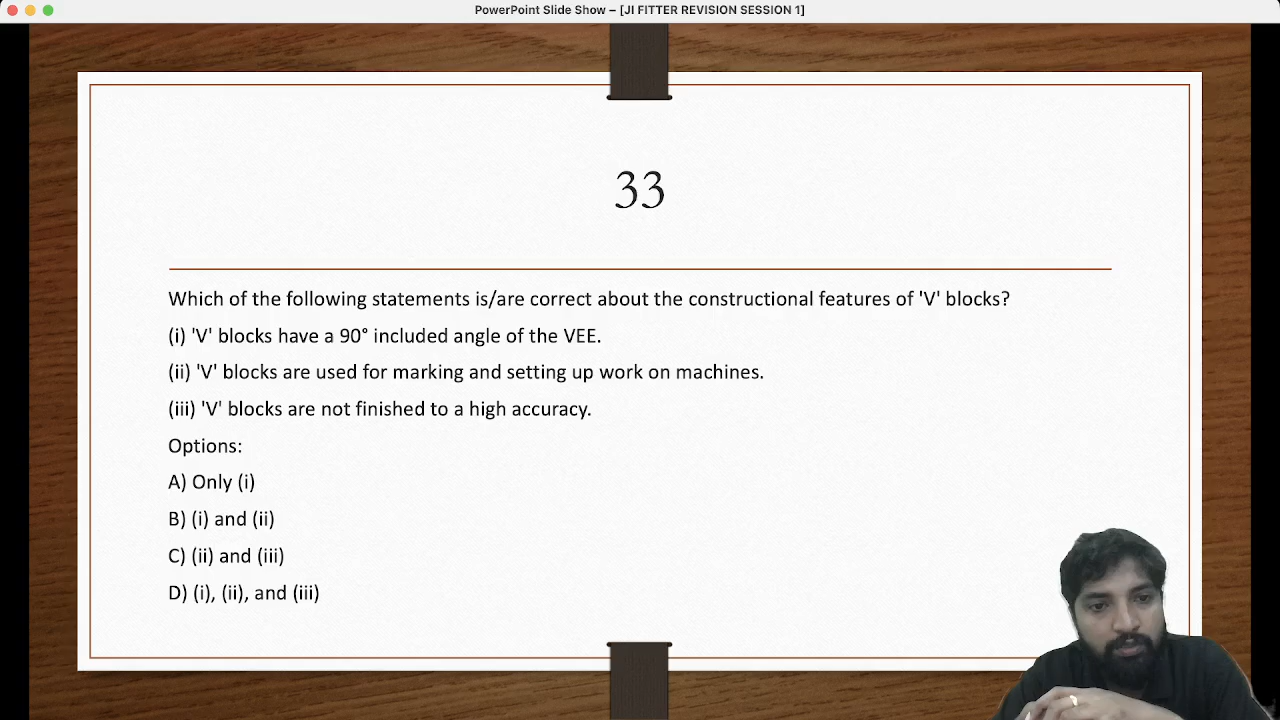 PowerPoint Slide Show – [JI FITTER REVISION SESSION 1]
33
Which of the following statements is/are correct about the constructional features of 'V' blocks?
(i) 'V' blocks have a 90° included angle of the VEE.
(ii) 'V' blocks are used for marking and setting up work on machines.
(iii) 'V' blocks are not finished to a high accuracy.
Options:
A) Only (i)
B) (i) and (ii)
C) (ii) and (iii)
D) (i), (ii), and (iii)